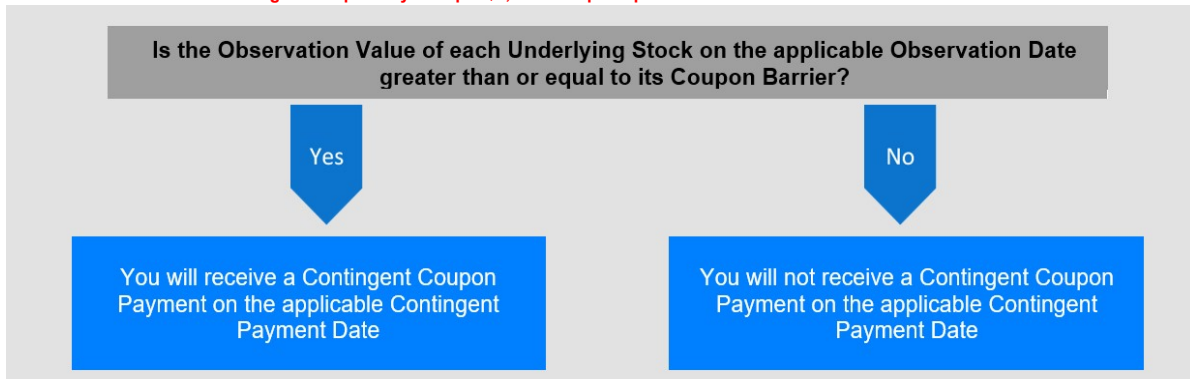 Is the Observation Value of each Underlying Stock on the applicable Observation Date
greater than or equal to its Coupon Barrier?
Yes
No
You will receive a Contingent Coupon
Payment on the applicable Contingent
Payment Date
You will not receive a Contingent Coupon
Payment on the applicable Contingent
Payment Date